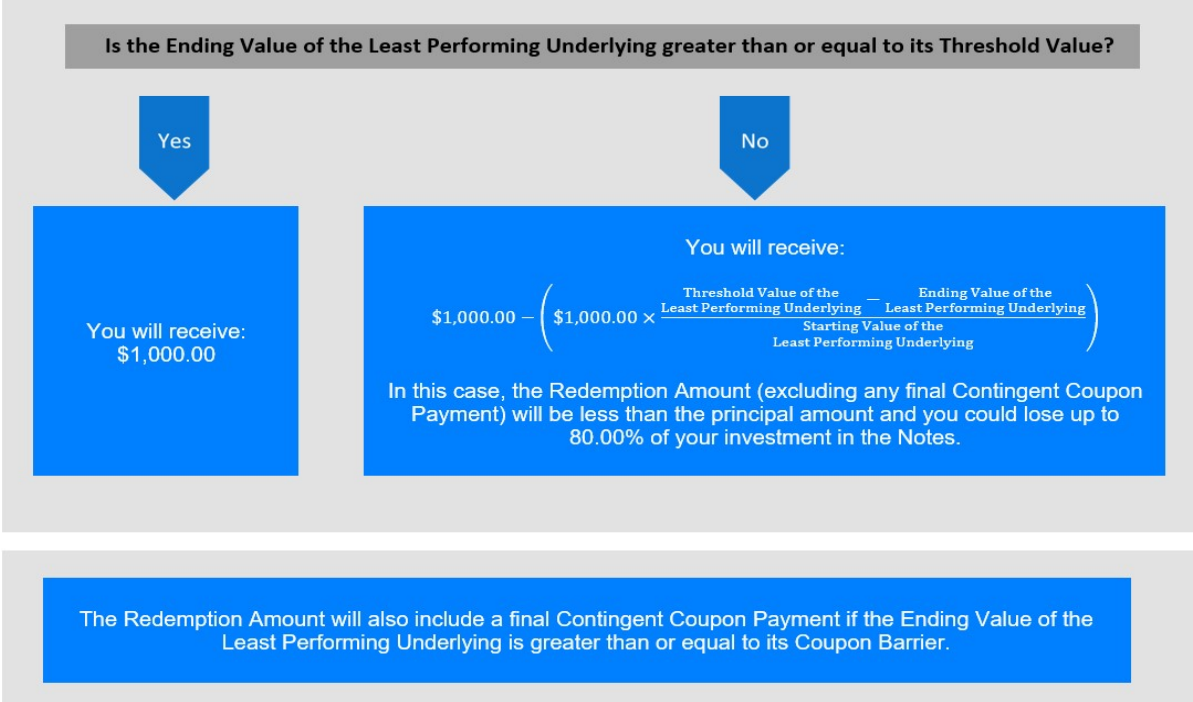 Is the Ending Value of the Least Performing Underlying greater than or equal to its Threshold Value?
Yes
No
You will receive:
$1,000.00
You will receive:
$1,000.00 − ( $1,000.00 × (Threshold Value of the Least Performing Underlying − Ending Value of the Least Performing Underlying) / Starting Value of the Least Performing Underlying )
In this case, the Redemption Amount (excluding any final Contingent Coupon
Payment) will be less than the principal amount and you could lose up to
80.00% of your investment in the Notes.
The Redemption Amount will also include a final Contingent Coupon Payment if the Ending Value of the
Least Performing Underlying is greater than or equal to its Coupon Barrier.